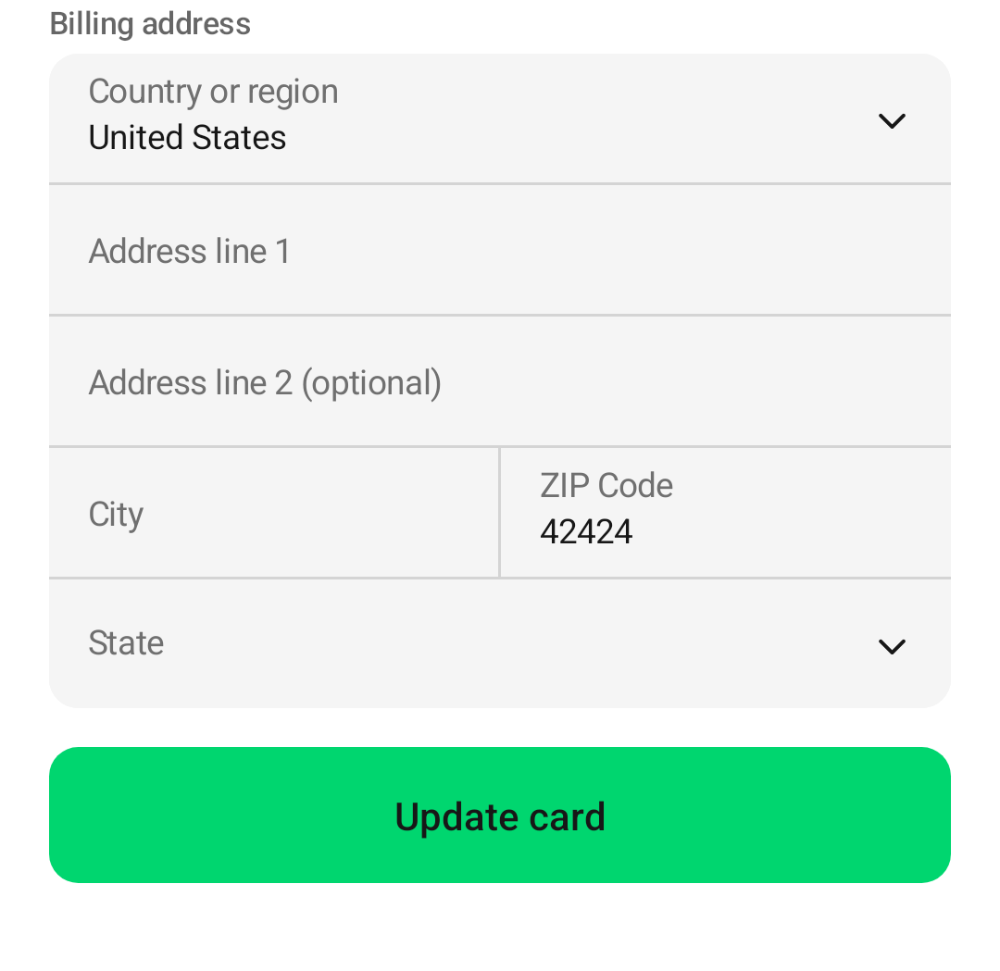 Billing address
Country or region
United States
Address line 1
Address line 2 (optional)
City
ZIP Code
42424
State
Update card